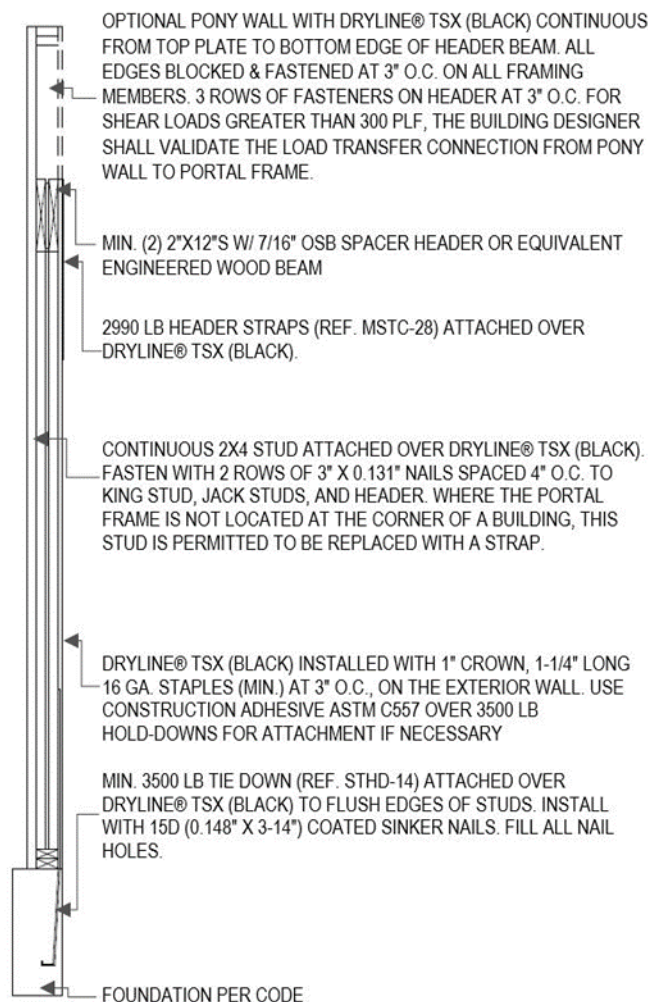 OPTIONAL PONY WALL WITH DRYLINE® TSX (BLACK) CONTINUOUS
FROM TOP PLATE TO BOTTOM EDGE OF HEADER BEAM. ALL
EDGES BLOCKED & FASTENED AT 3" O.C. ON ALL FRAMING
MEMBERS. 3 ROWS OF FASTENERS ON HEADER AT 3" O.C. FOR
SHEAR LOADS GREATER THAN 300 PLF, THE BUILDING DESIGNER
SHALL VALIDATE THE LOAD TRANSFER CONNECTION FROM PONY
WALL TO PORTAL FRAME.
MIN. (2) 2"X12"S W/ 7/16" OSB SPACER HEADER OR EQUIVALENT
ENGINEERED WOOD BEAM
2990 LB HEADER STRAPS (REF. MSTC-28) ATTACHED OVER
DRYLINE® TSX (BLACK).
CONTINUOUS 2X4 STUD ATTACHED OVER DRYLINE® TSX (BLACK).
FASTEN WITH 2 ROWS OF 3" X 0.131" NAILS SPACED 4" O.C. TO
KING STUD, JACK STUDS, AND HEADER. WHERE THE PORTAL
FRAME IS NOT LOCATED AT THE CORNER OF A BUILDING, THIS
STUD IS PERMITTED TO BE REPLACED WITH A STRAP.
DRYLINE® TSX (BLACK) INSTALLED WITH 1" CROWN, 1-1/4" LONG
16 GA. STAPLES (MIN.) AT 3" O.C., ON THE EXTERIOR WALL. USE
CONSTRUCTION ADHESIVE ASTM C557 OVER 3500 LB
HOLD-DOWNS FOR ATTACHMENT IF NECESSARY
MIN. 3500 LB TIE DOWN (REF. STHD-14) ATTACHED OVER
DRYLINE® TSX (BLACK) TO FLUSH EDGES OF STUDS. INSTALL
WITH 15D (0.148" X 3-14") COATED SINKER NAILS. FILL ALL NAIL
HOLES.
FOUNDATION PER CODE